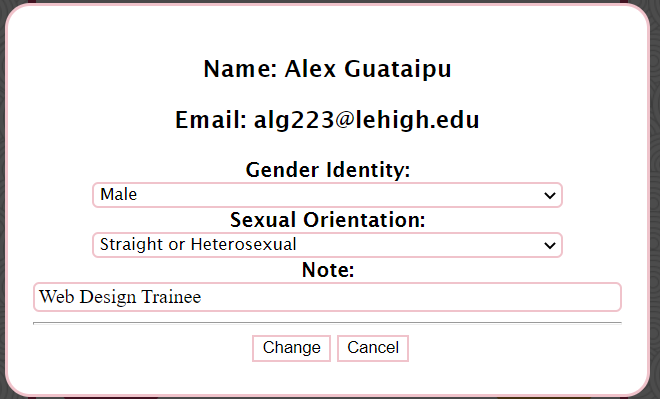 Name: Alex Guataipu
Email: alg223@lehigh.edu
Gender Identity:
Male
Sexual Orientation:
Straight or Heterosexual
Note:
Web Design Trainee
Change Cancel